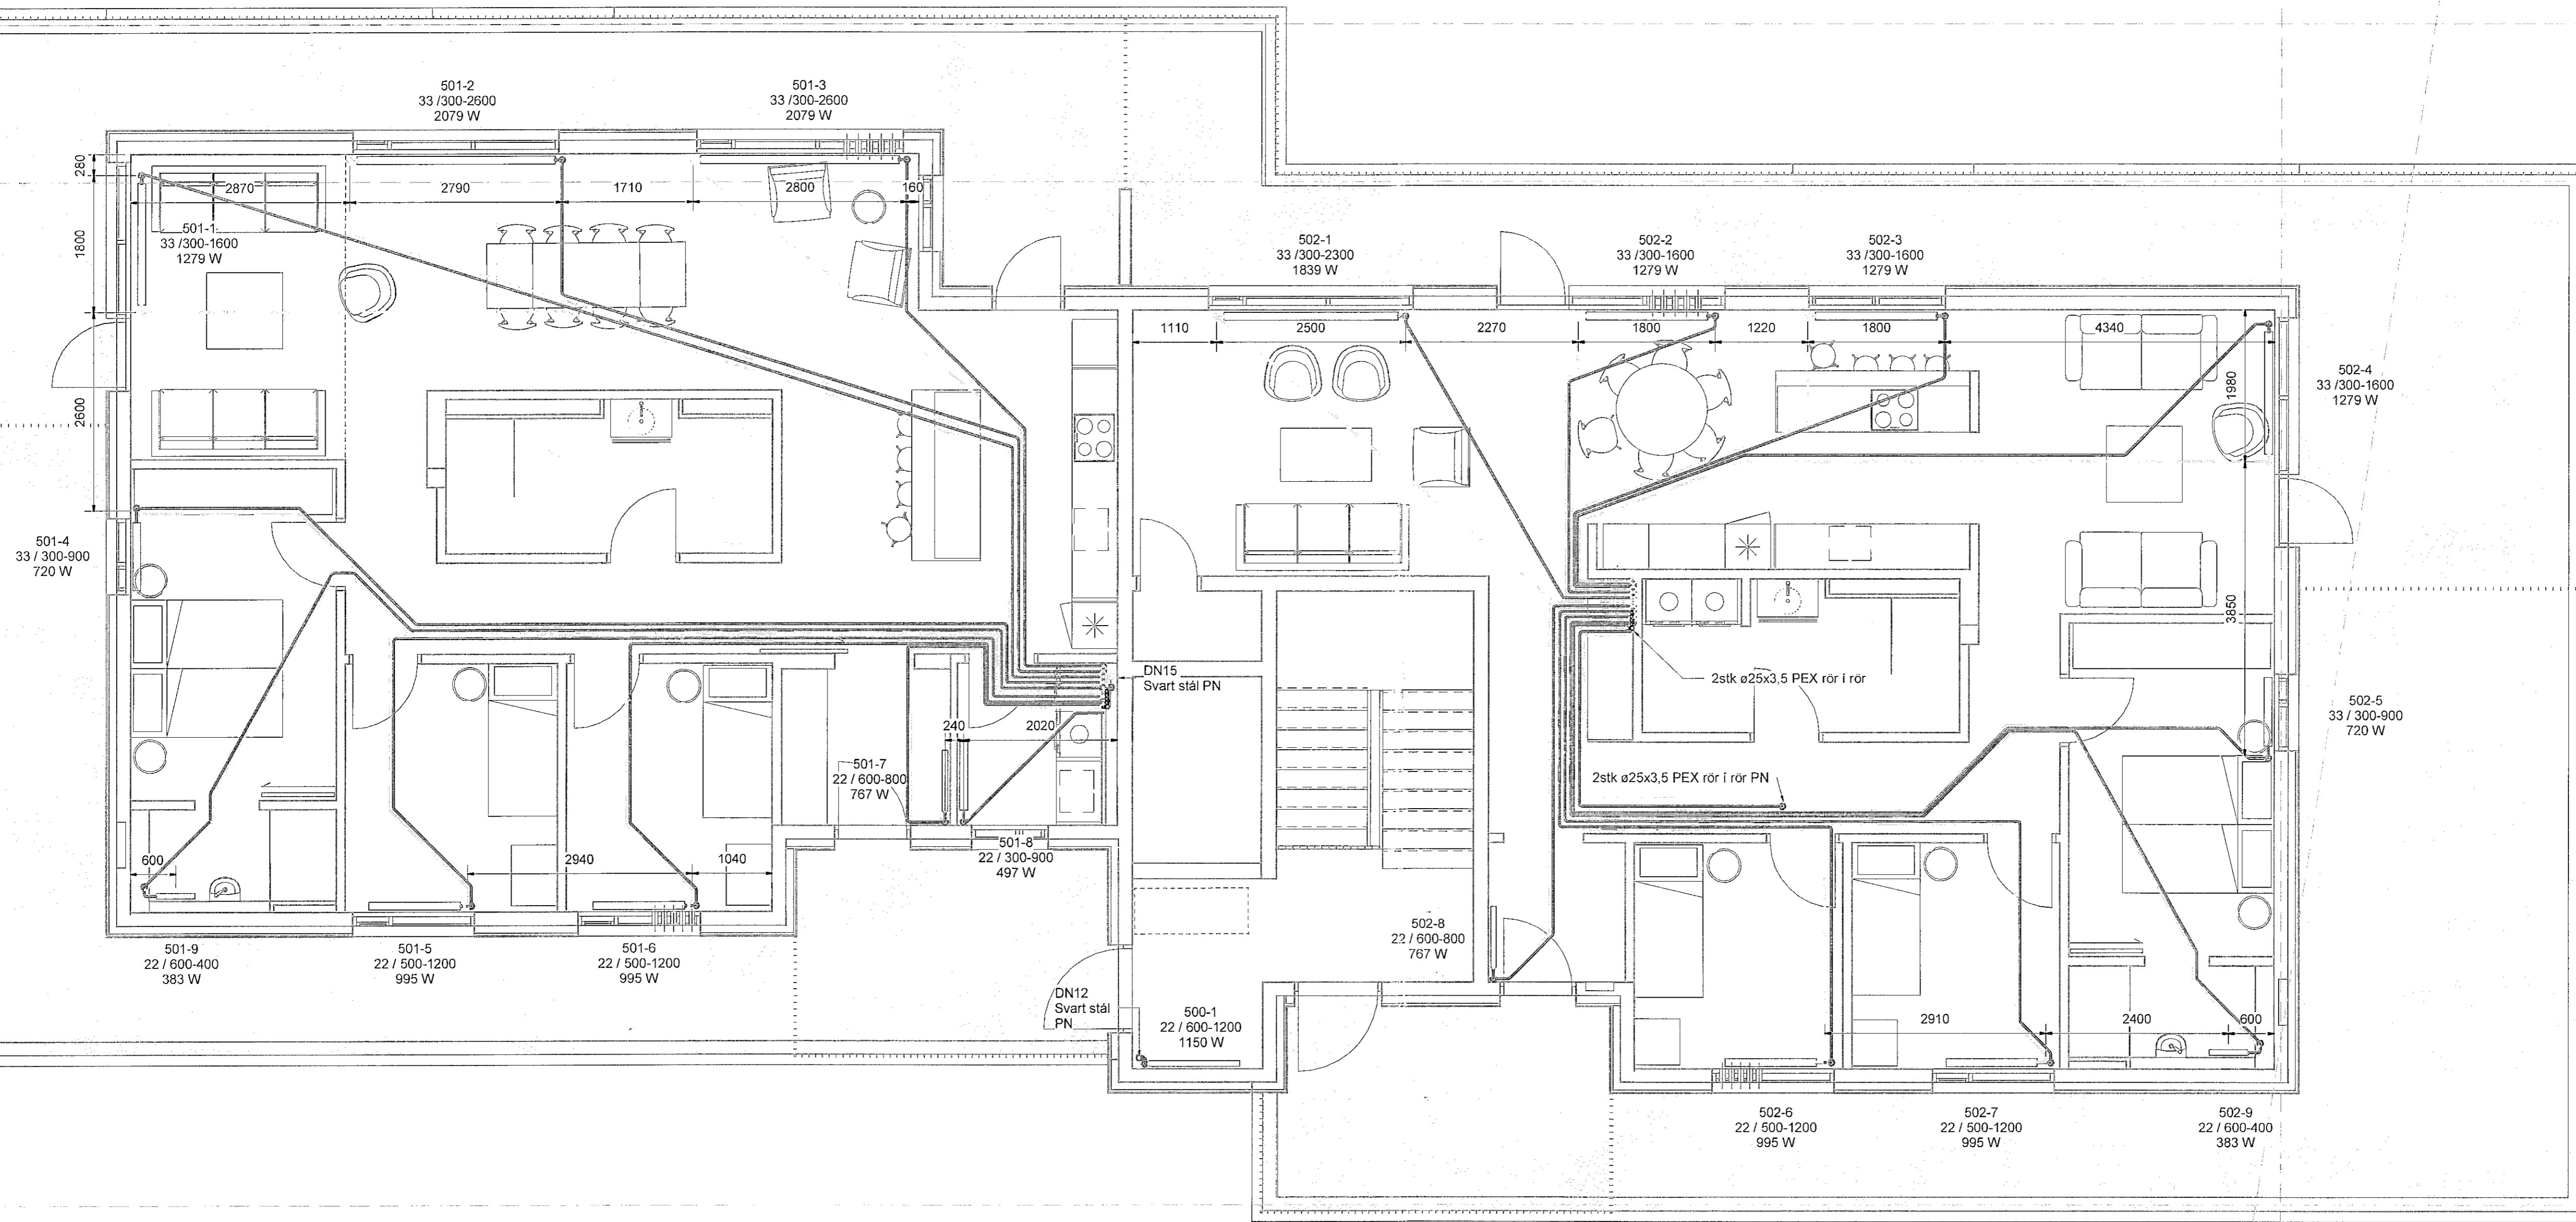 501-2
33 /300-2600
2079 W
501-3
33 /300-2600
2079 W
280
2870
2790
1710
2800
160
1800
501-1
33 /300-1600
1279 W
2600
502-1
33 /300-2300
1839 W
502-2
33 /300-1600
1279 W
502-3
33 /300-1600
1279 W
1110
2500
2270
1800
1220
1800
4340
1980
502-4
33 /300-1600
1279 W
501-4
33 / 300-900
720 W
3850
DN15
Svart stál PN
2stk ø25x3,5 PEX rör í rör
502-5
33 / 300-900
720 W
240
2020
501-7
22 / 600-800
767 W
2stk ø25x3,5 PEX rör í rör PN
501-8
22 / 300-900
497 W
600
2940
1040
501-9
22 / 600-400
383 W
501-5
22 / 500-1200
995 W
501-6
22 / 500-1200
995 W
502-8
22 / 600-800
767 W
DN12
Svart stál
PN
500-1
22 / 600-1200
1150 W
2910
2400
600
502-6
22 / 500-1200
995 W
502-7
22 / 500-1200
995 W
502-9
22 / 600-400
383 W